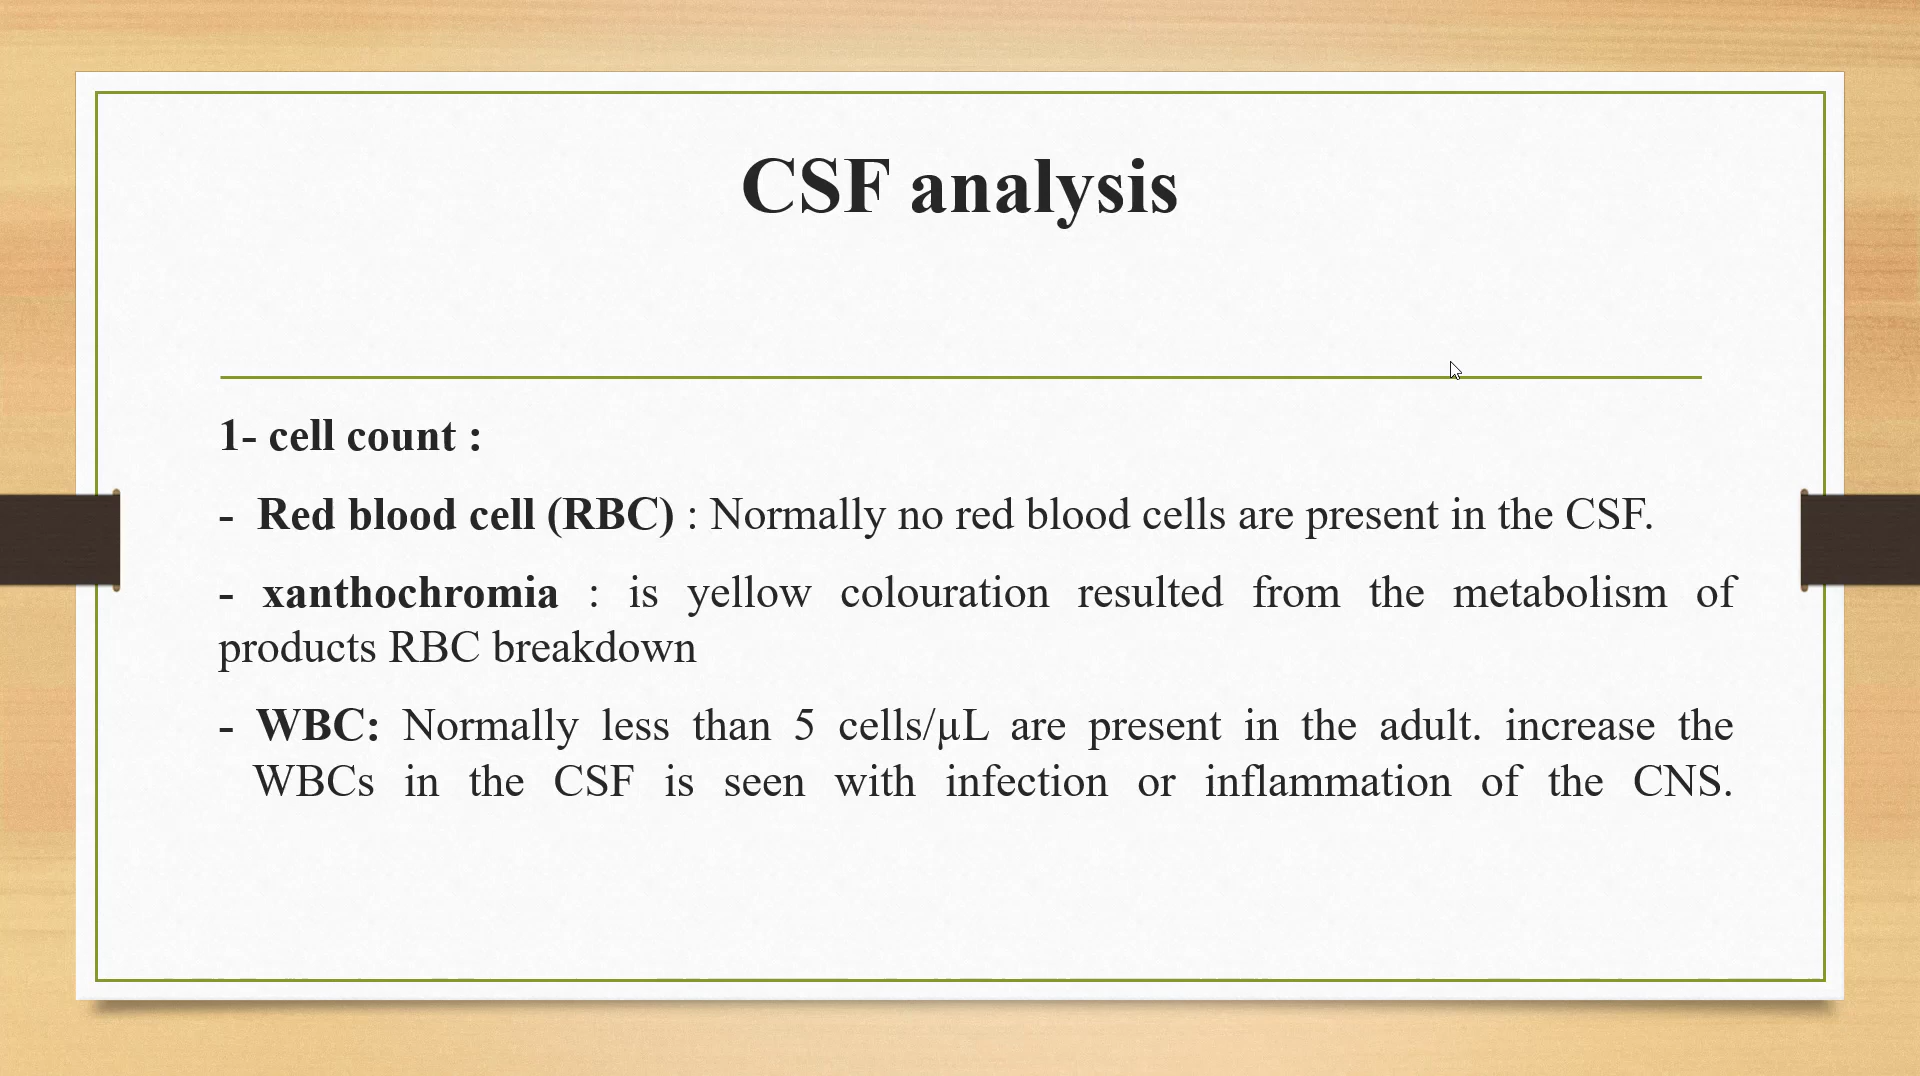 CSF analysis
1- cell count :
- Red blood cell (RBC) : Normally no red blood cells are present in the CSF.
- xanthochromia : is yellow colouration resulted from the metabolism of
products RBC breakdown
- WBC: Normally less than 5 cells/µL are present in the adult. increase the
WBCs in the CSF is seen with infection or inflammation of the CNS.